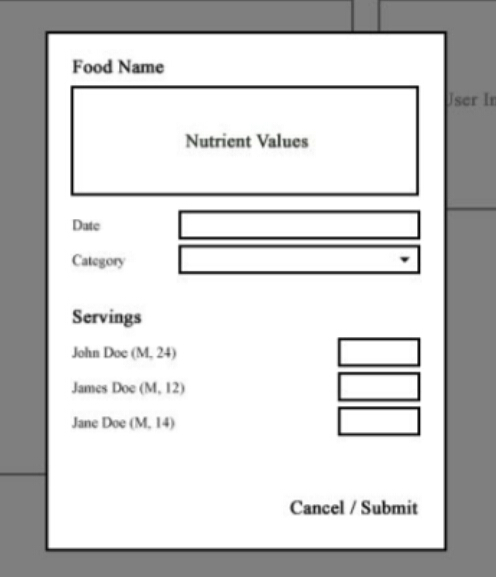 Food Name
Nutrient Values
Date
Category
Servings
John Doe (M, 24)
James Doe (M, 12)
Jane Doe (M, 14)
Cancel / Submit
User In